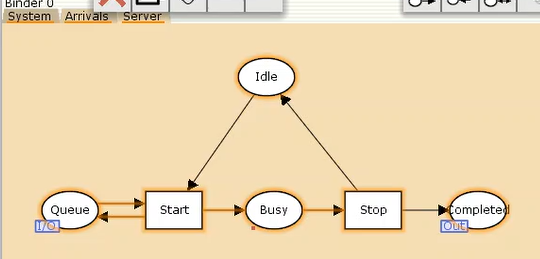 Binder 0
System Arrivals Server
Idle
Queue Start Busy Stop Completed
I/O Out